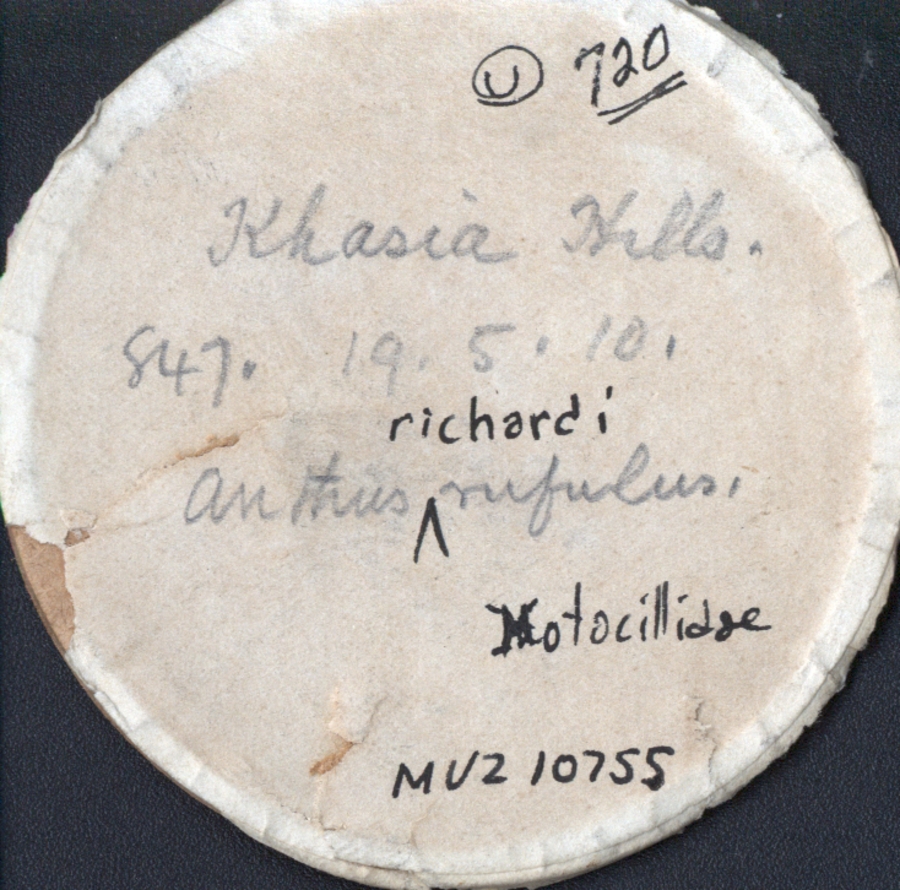 U 720
Khasia Hills.
847. 19. 5. 10.
richardi
Anthus ^ rufulus.
Motocillidae
MVZ 10755